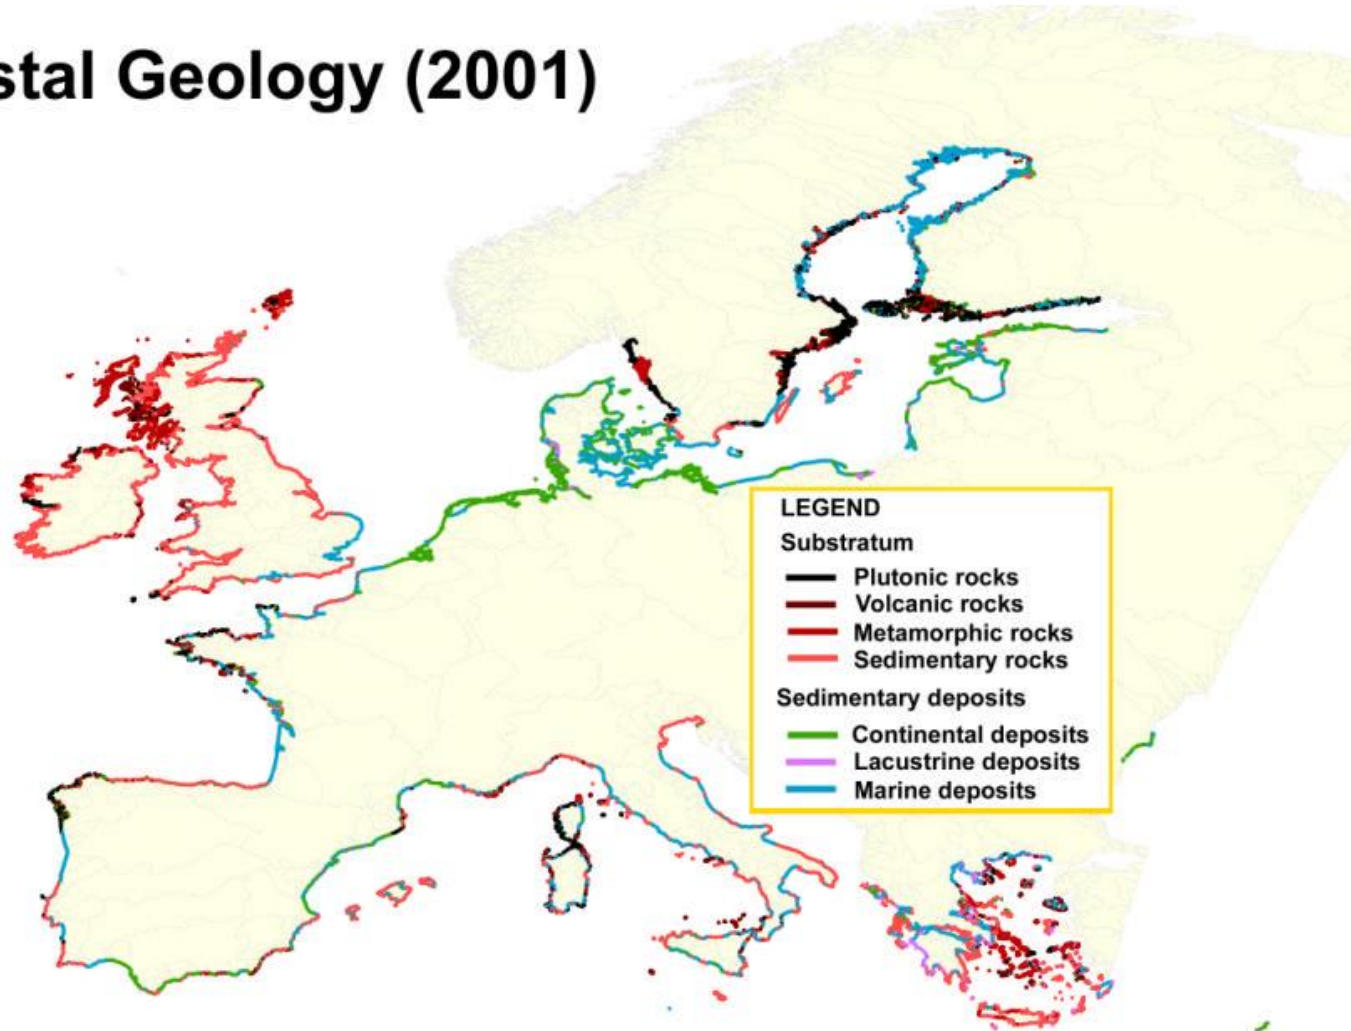 stal Geology (2001)
LEGEND
Substratum
Plutonic rocks
Volcanic rocks
Metamorphic rocks
Sedimentary rocks
Sedimentary deposits
Continental deposits
Lacustrine deposits
Marine deposits